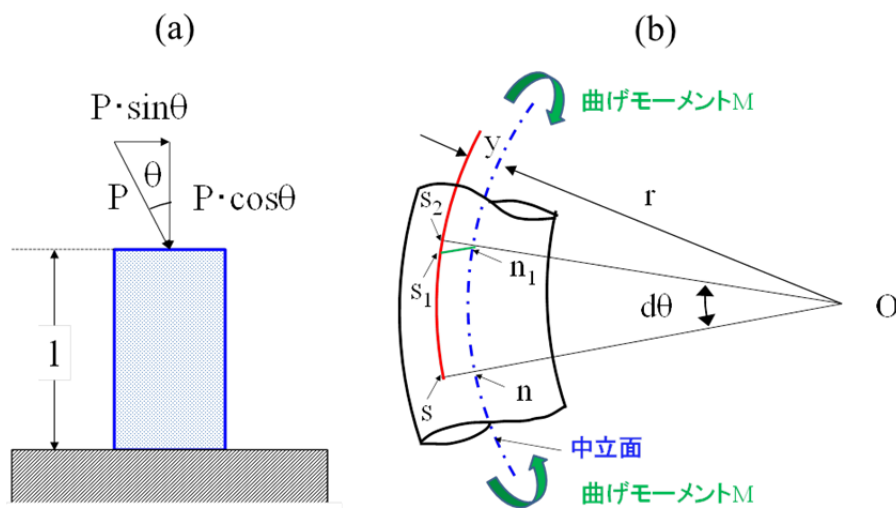 (a)
(b)
P･sinθ
θ
P
P･cosθ
1
曲げモーメントM
y
r
s2
s1
n1
dθ
O
s
n
中立面
曲げモーメントM